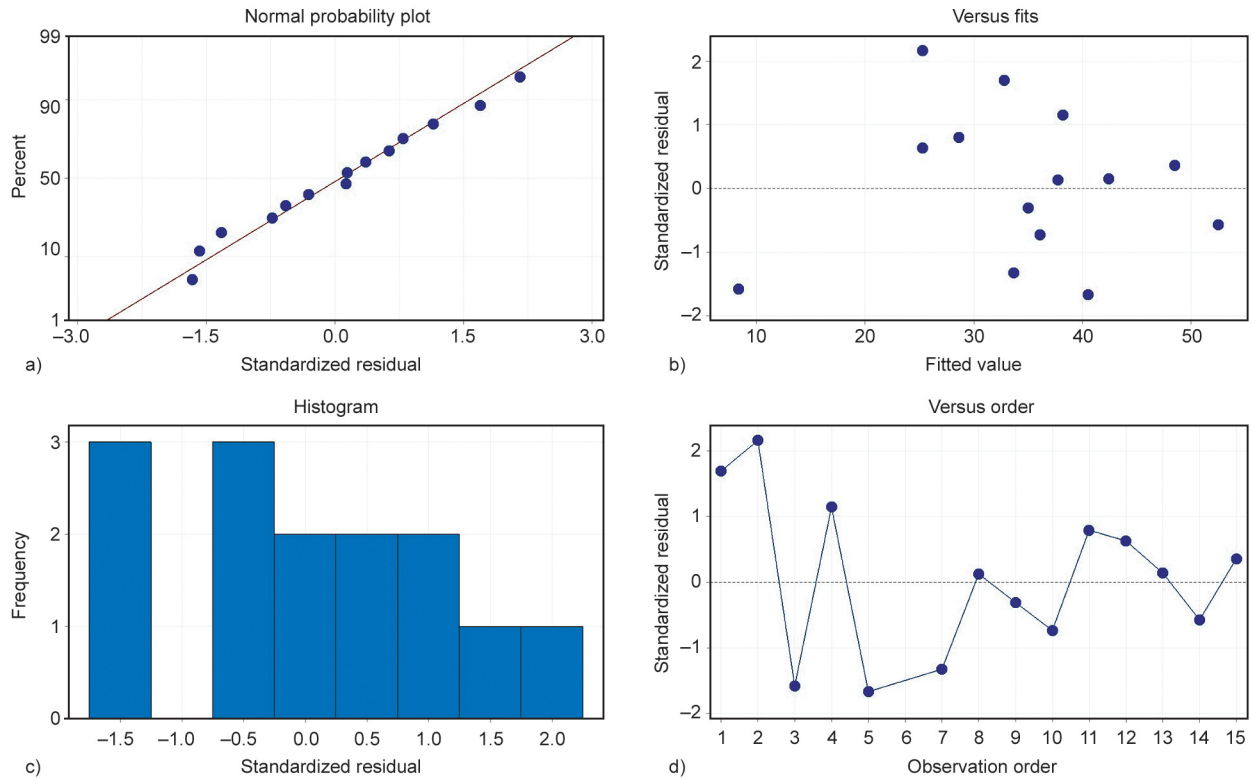 Normal probability plot
99
90
50
10
1
Percent
–3.0 –1.5 0.0 1.5 3.0
Standardized residual
a)
Versus fits
2
1
0
–1
–2
Standardized residual
10 20 30 40 50
Fitted value
b)
Histogram
3
2
1
0
Frequency
–1.5 –1.0 –0.5 0.0 0.5 1.0 1.5 2.0
Standardized residual
c)
Versus order
2
1
0
–1
–2
Standardized residual
1 2 3 4 5 6 7 8 9 10 11 12 13 14 15
Observation order
d)